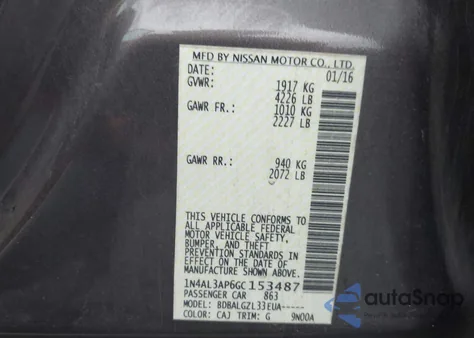 MFD BY NISSAN MOTOR CO., LTD.
DATE: 01/16
GVWR: 1917 KG
4226 LB
GAWR FR: 1010 KG
2227 LB
GAWR RR: 940 KG
2072 LB
THIS VEHICLE CONFORMS TO
ALL APPLICABLE FEDERAL
MOTOR VEHICLE SAFETY,
BUMPER, AND THEFT
PREVENTION STANDARDS IN
EFFECT ON THE DATE OF
MANUFACTURE SHOWN ABOVE.
1N4AL3AP6GC153487
PASSENGER CAR 863
MODEL: BDBALGZL33EUA-----
COLOR: CAJ TRIM: G 9N00A
autoSnap